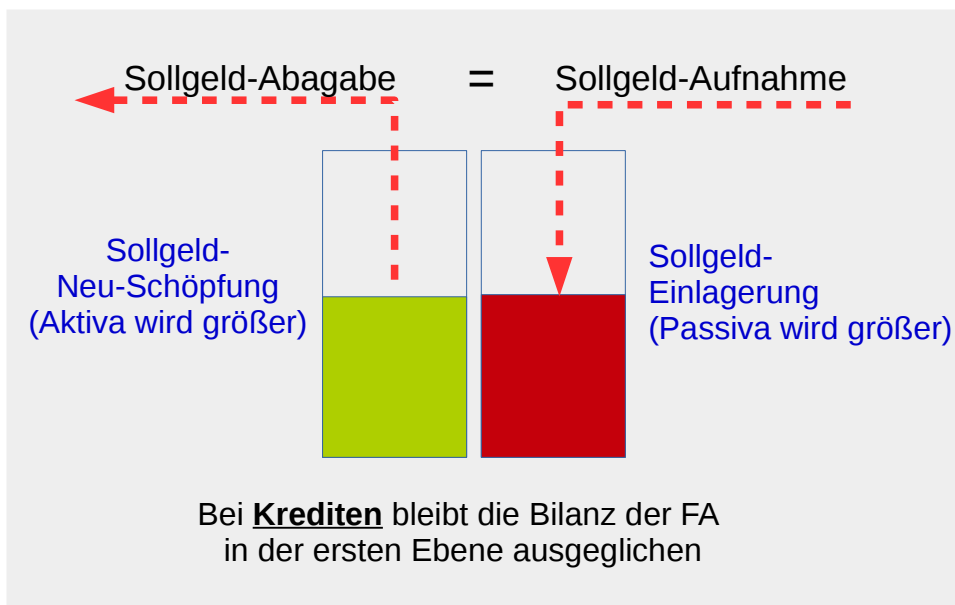 Sollgeld-Abagabe = Sollgeld-Aufnahme
Sollgeld-
Neu-Schöpfung
(Aktiva wird größer)
Sollgeld-
Einlagerung
(Passiva wird größer)
Bei Krediten bleibt die Bilanz der FA
in der ersten Ebene ausgeglichen